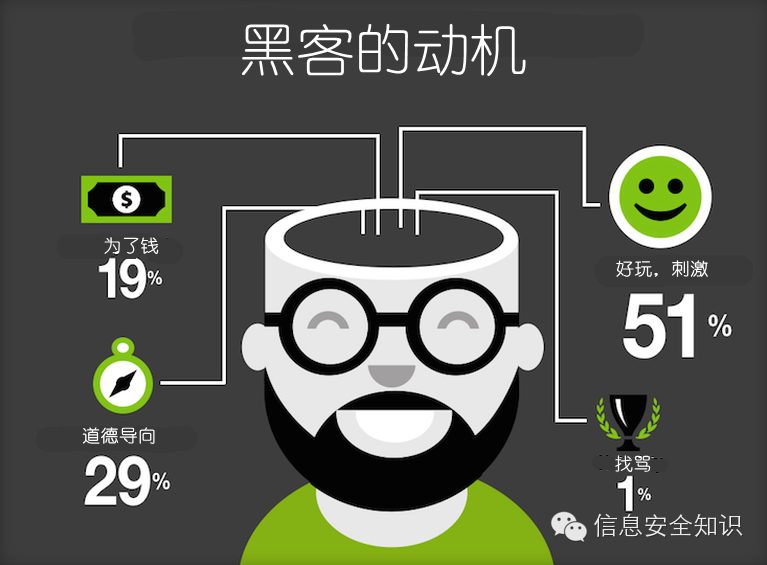 黑客的动机
$
为了钱
19%
道德导向
29%
好玩，刺激
51%
找骂
1%
信息安全知识